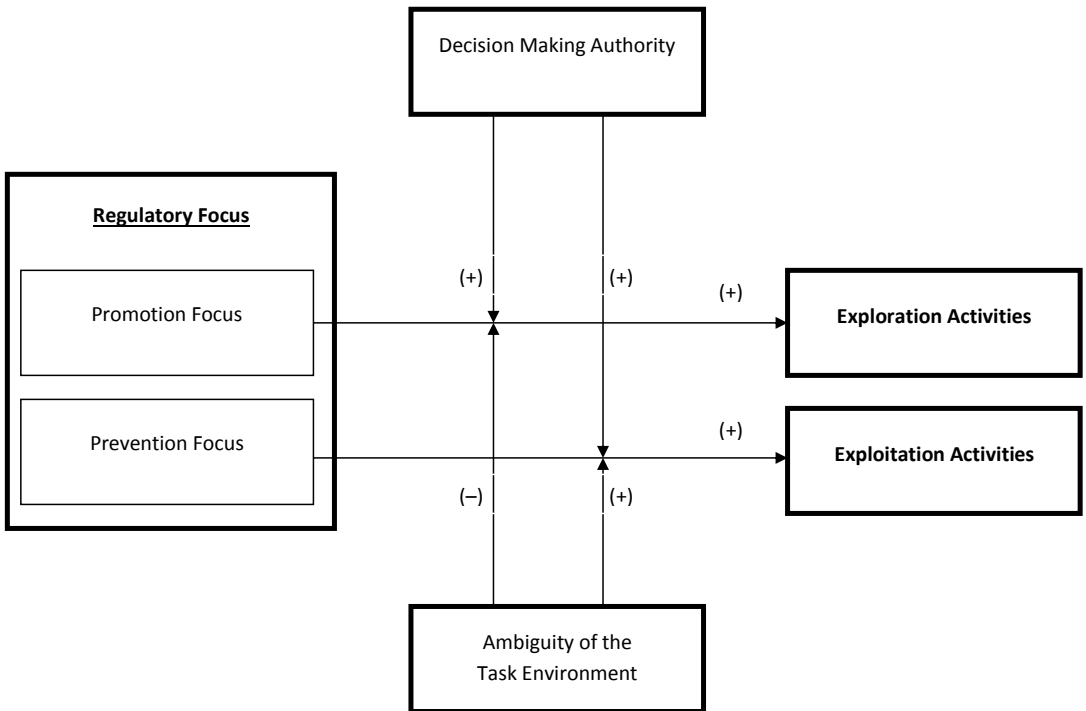 Decision Making Authority
Regulatory Focus
(+)
(+)
(+)
Promotion Focus
Exploration Activities
Prevention Focus
(+)
Exploitation Activities
(–)
(+)
Ambiguity of the
Task Environment